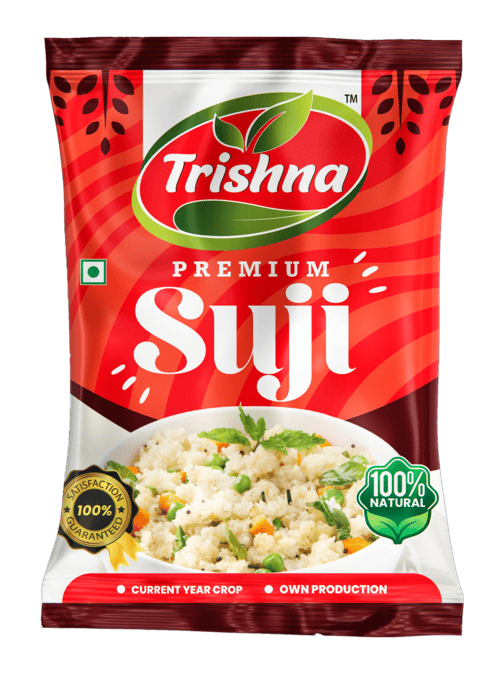 TM
Trishna
PREMIUM
Suji
SATISFACTION
100%
GUARANTEED
100%
NATURAL
CURRENT YEAR CROP
OWN PRODUCTION